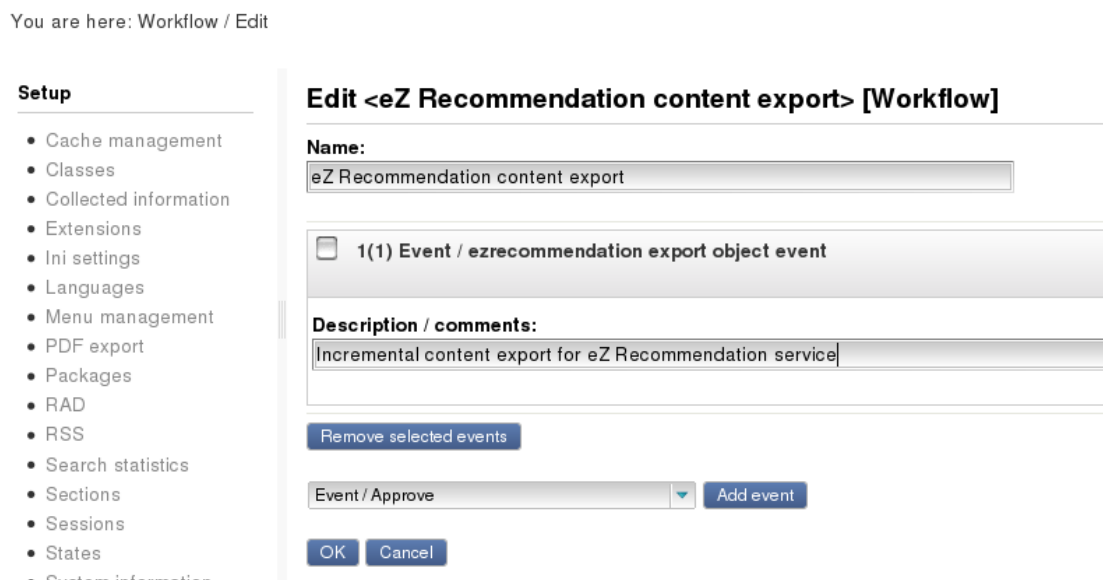 You are here: Workflow / Edit
Setup
Cache management
Classes
Collected information
Extensions
Ini settings
Languages
Menu management
PDF export
Packages
RAD
RSS
Search statistics
Sections
Sessions
States
System information
Edit <eZ Recommendation content export> [Workflow]
Name:
eZ Recommendation content export
1(1) Event / ezrecommendation export object event
Description / comments:
Incremental content export for eZ Recommendation service
Remove selected events
Event / Approve
Add event
OK
Cancel